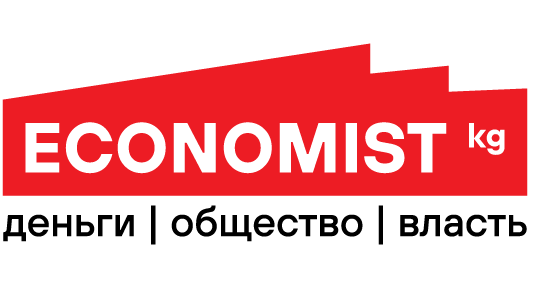 ECONOMIST kg
деньги | общество | власть